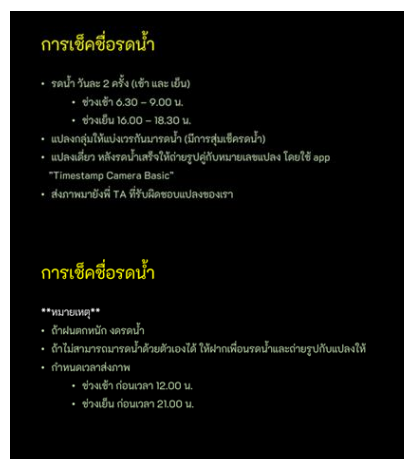 การเช็คชื่อรดน้ำ
• รดน้ำ วันละ 2 ครั้ง (เช้า และ เย็น)
• ช่วงเช้า 6.30 – 9.00 น.
• ช่วงเย็น 16.00 – 18.30 น.
• แปลงกลุ่มให้แบ่งเวรกันมารดน้ำ (มีการสุ่มเช็ครดน้ำ)
• แปลงเดี่ยว หลังรดน้ำเสร็จให้ถ่ายรูปคู่กับหมายเลขแปลง โดยใช้ app
"Timestamp Camera Basic"
• ส่งภาพมายังพี่ TA ที่รับผิดชอบแปลงของเรา
การเช็คชื่อรดน้ำ
**หมายเหตุ**
• ถ้าฝนตกหนัก งดรดน้ำ
• ถ้าไม่สามารถมารดน้ำด้วยตัวเองได้ ให้ฝากเพื่อนรดน้ำและถ่ายรูปกับแปลงให้
• กำหนดเวลาส่งภาพ
• ช่วงเช้า ก่อนเวลา 12.00 น.
• ช่วงเย็น ก่อนเวลา 21.00 น.